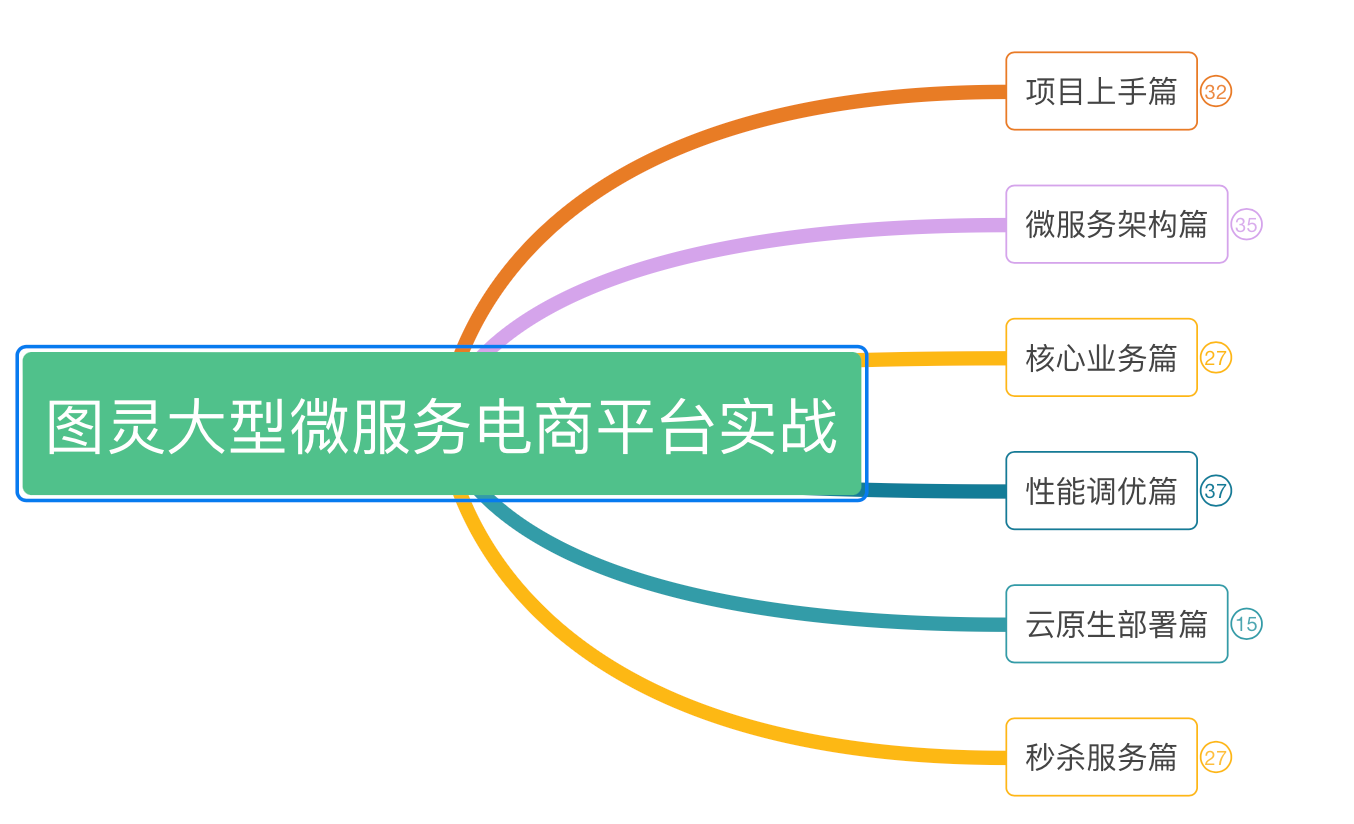 项目上手篇 32
微服务架构篇 35
核心业务篇 27
图灵大型微服务电商平台实战
性能调优篇 37
云原生部署篇 15
秒杀服务篇 27